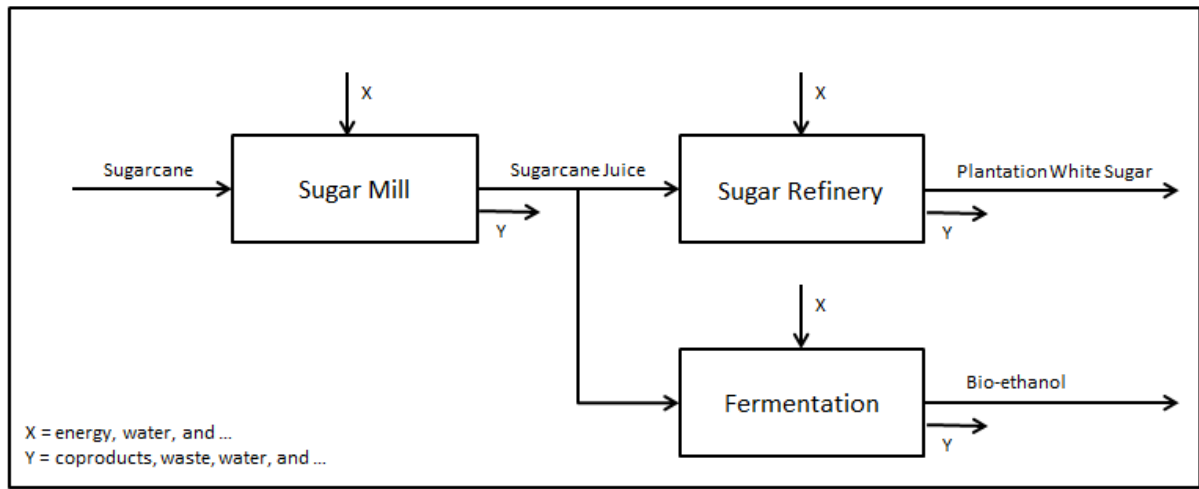 X
X
Sugarcane
Sugar Mill
Sugarcane Juice
Sugar Refinery
Plantation White Sugar
Y
Y
X
Fermentation
Bio-ethanol
Y
X = energy, water, and ...
Y = coproducts, waste, water, and ...